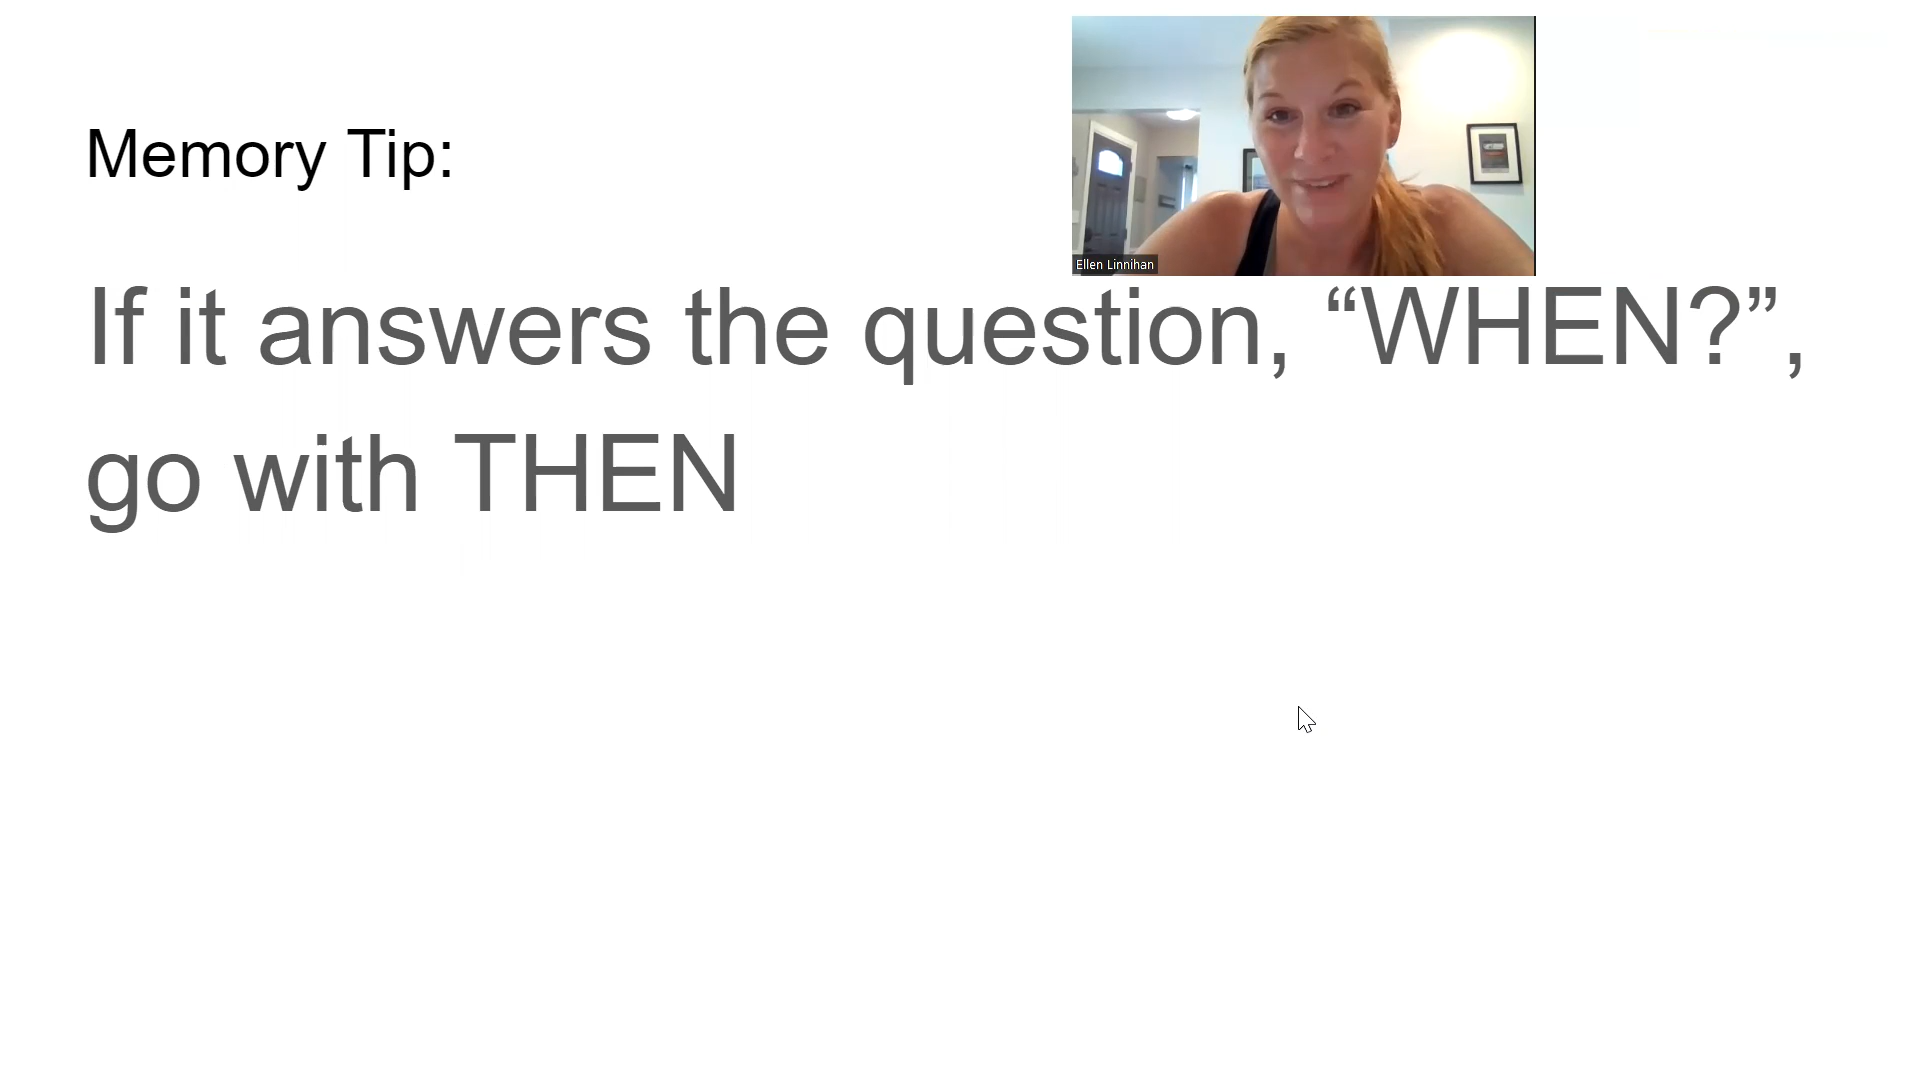 Memory Tip:
Ellen Linnihan
If it answers the question, “WHEN?”,
go with THEN